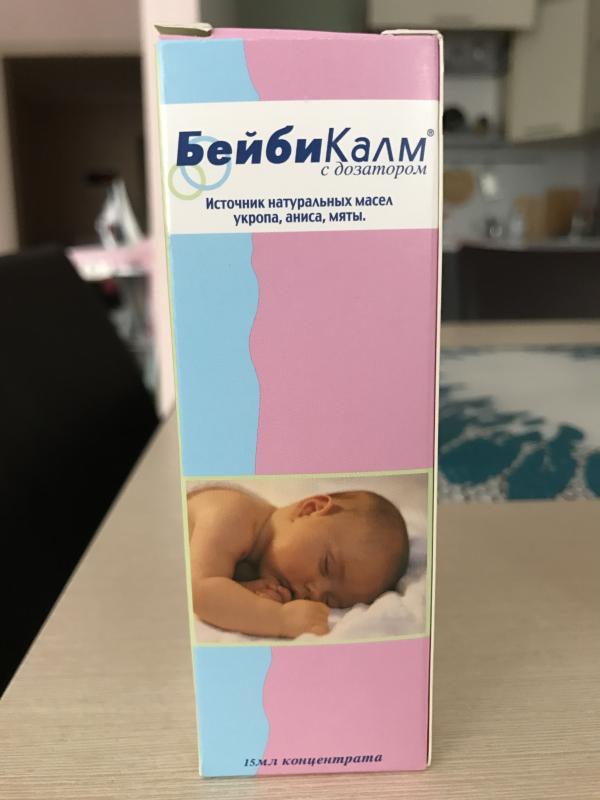 БейбиКалм®
с дозатором
Источник натуральных масел
укропа, аниса, мяты.
15мл концентрата